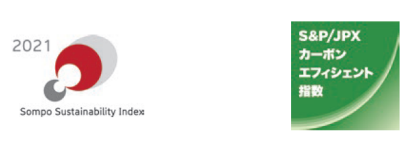 2021
Sompo Sustainability Index
S&P/JPX
カーボン
エフィシェント
指数